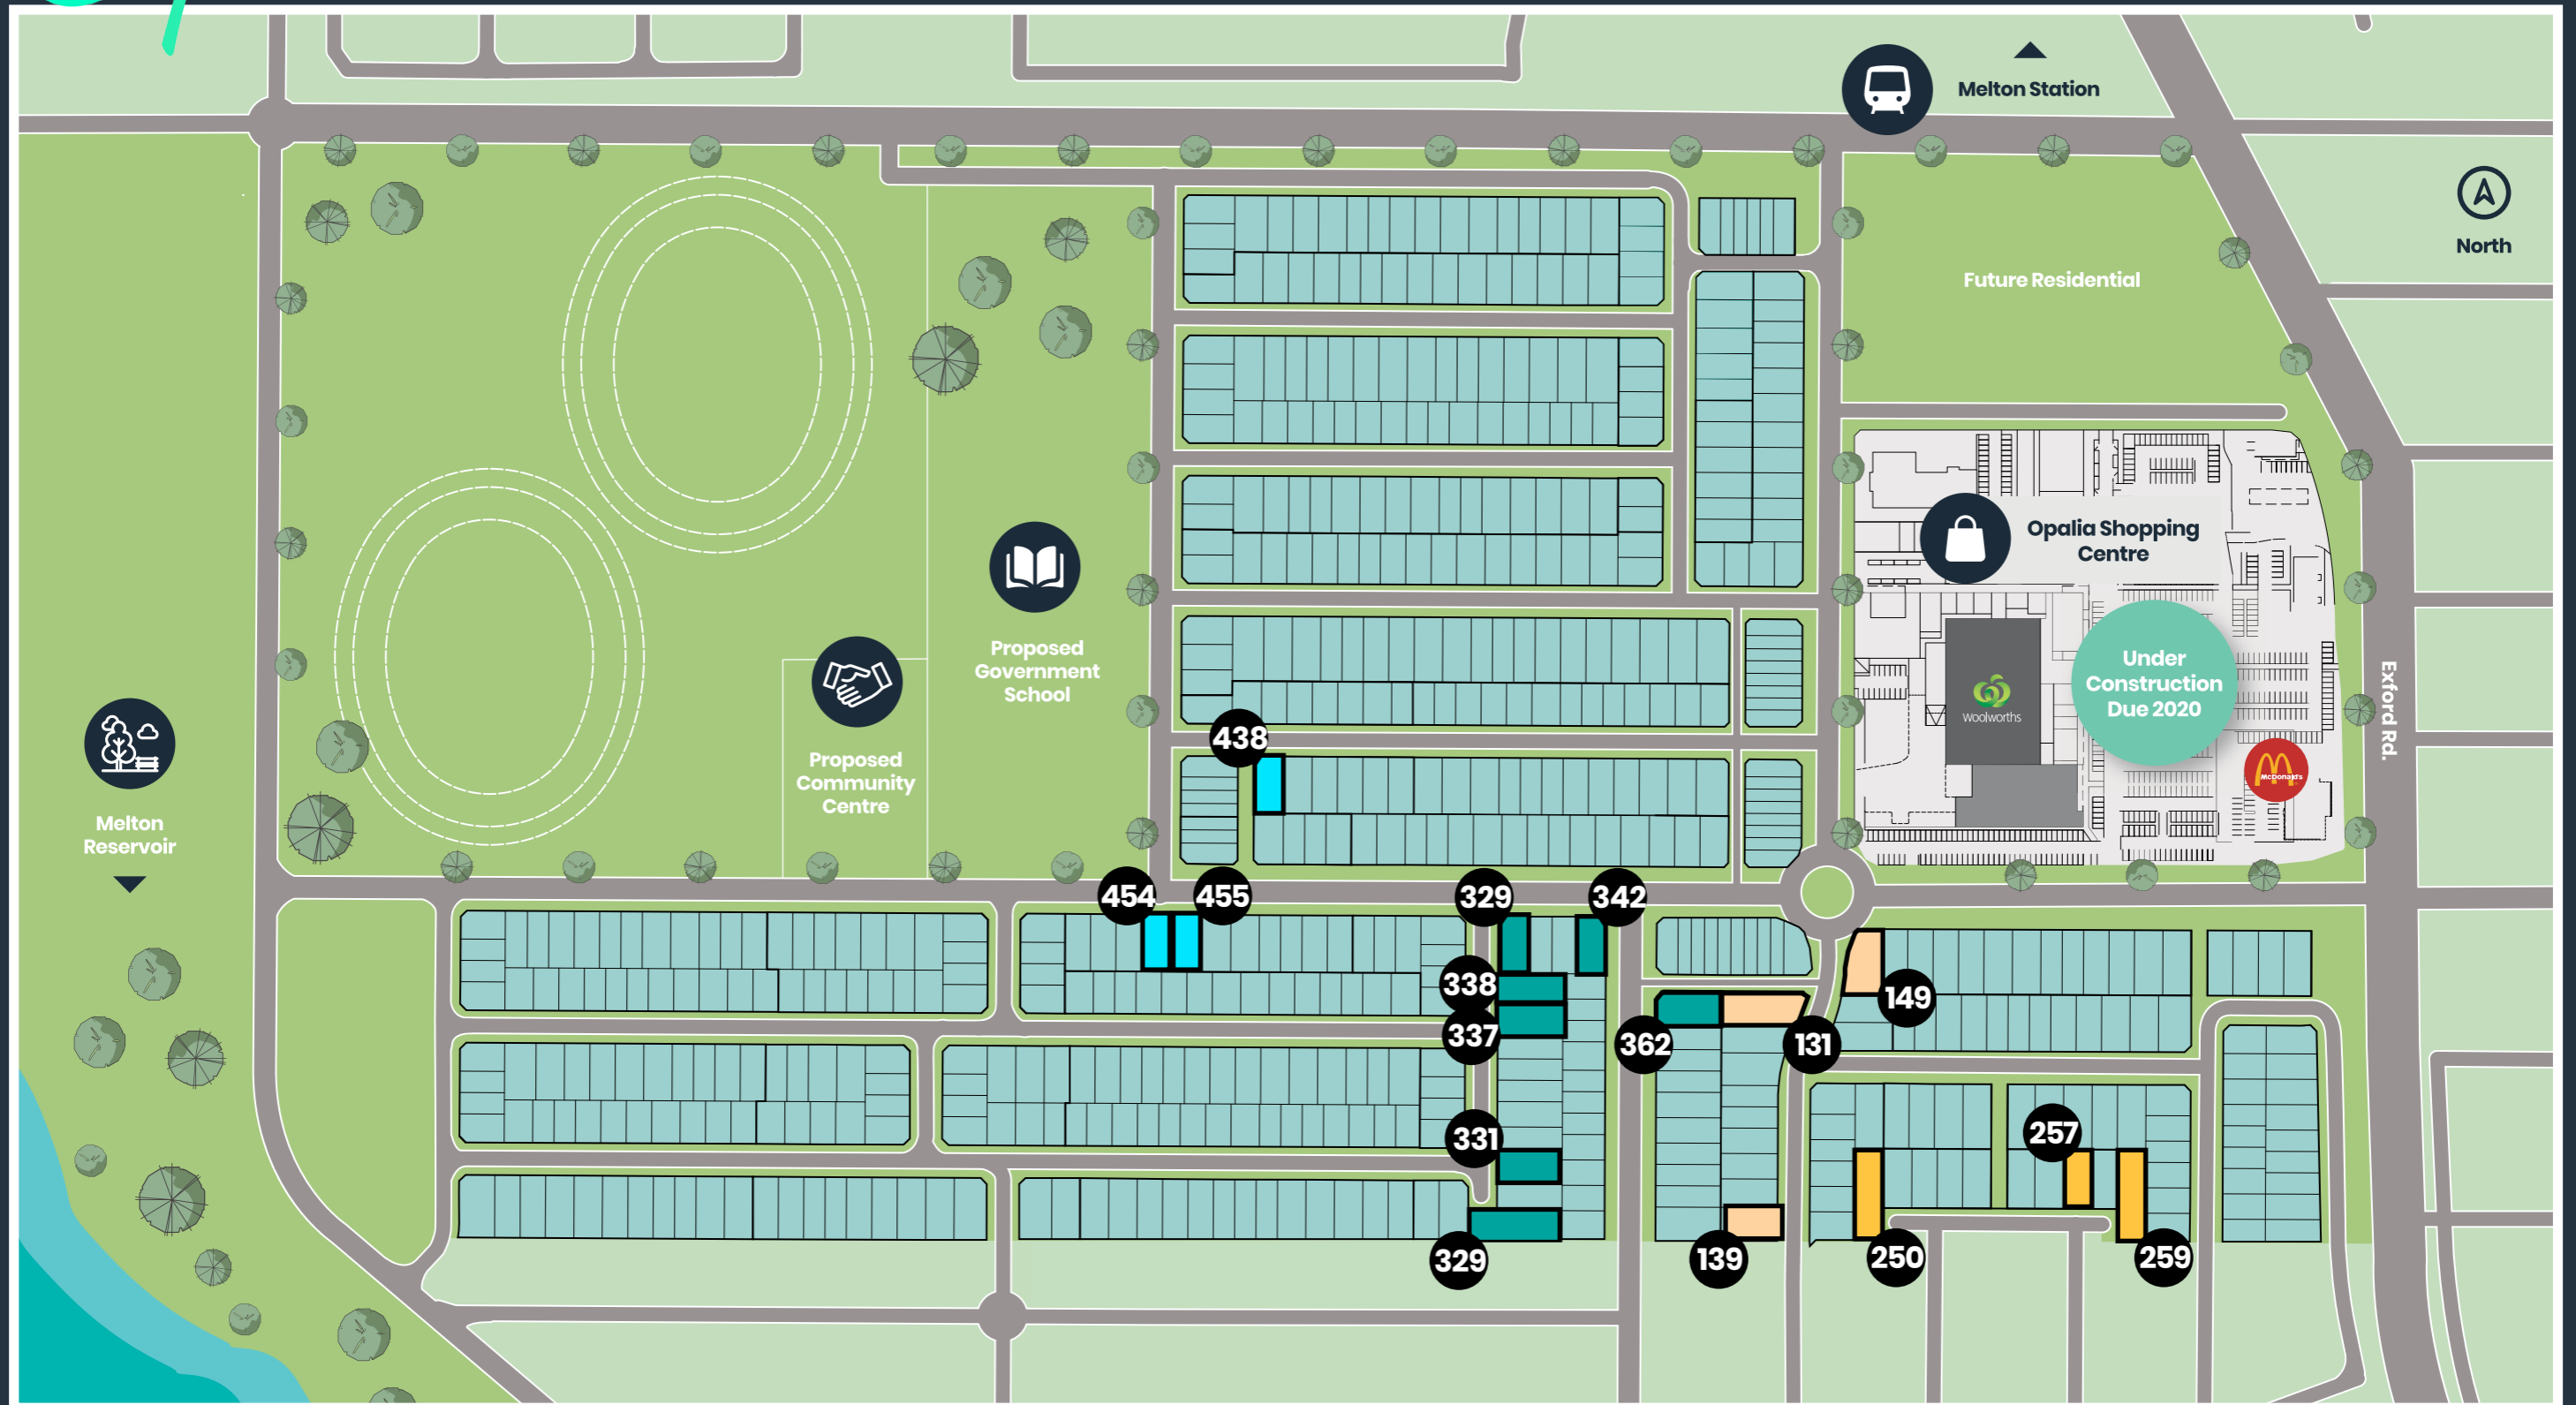 Melton Station
North
Future Residential
Opalia Shopping
Centre
Under
Construction
Due 2020
Woolworths
McDonald's
Exford Rd.
Proposed
Government
School
Proposed
Community
Centre
Melton
Reservoir
438
454
455
329
342
338
337
149
362
131
331
257
329
139
250
259